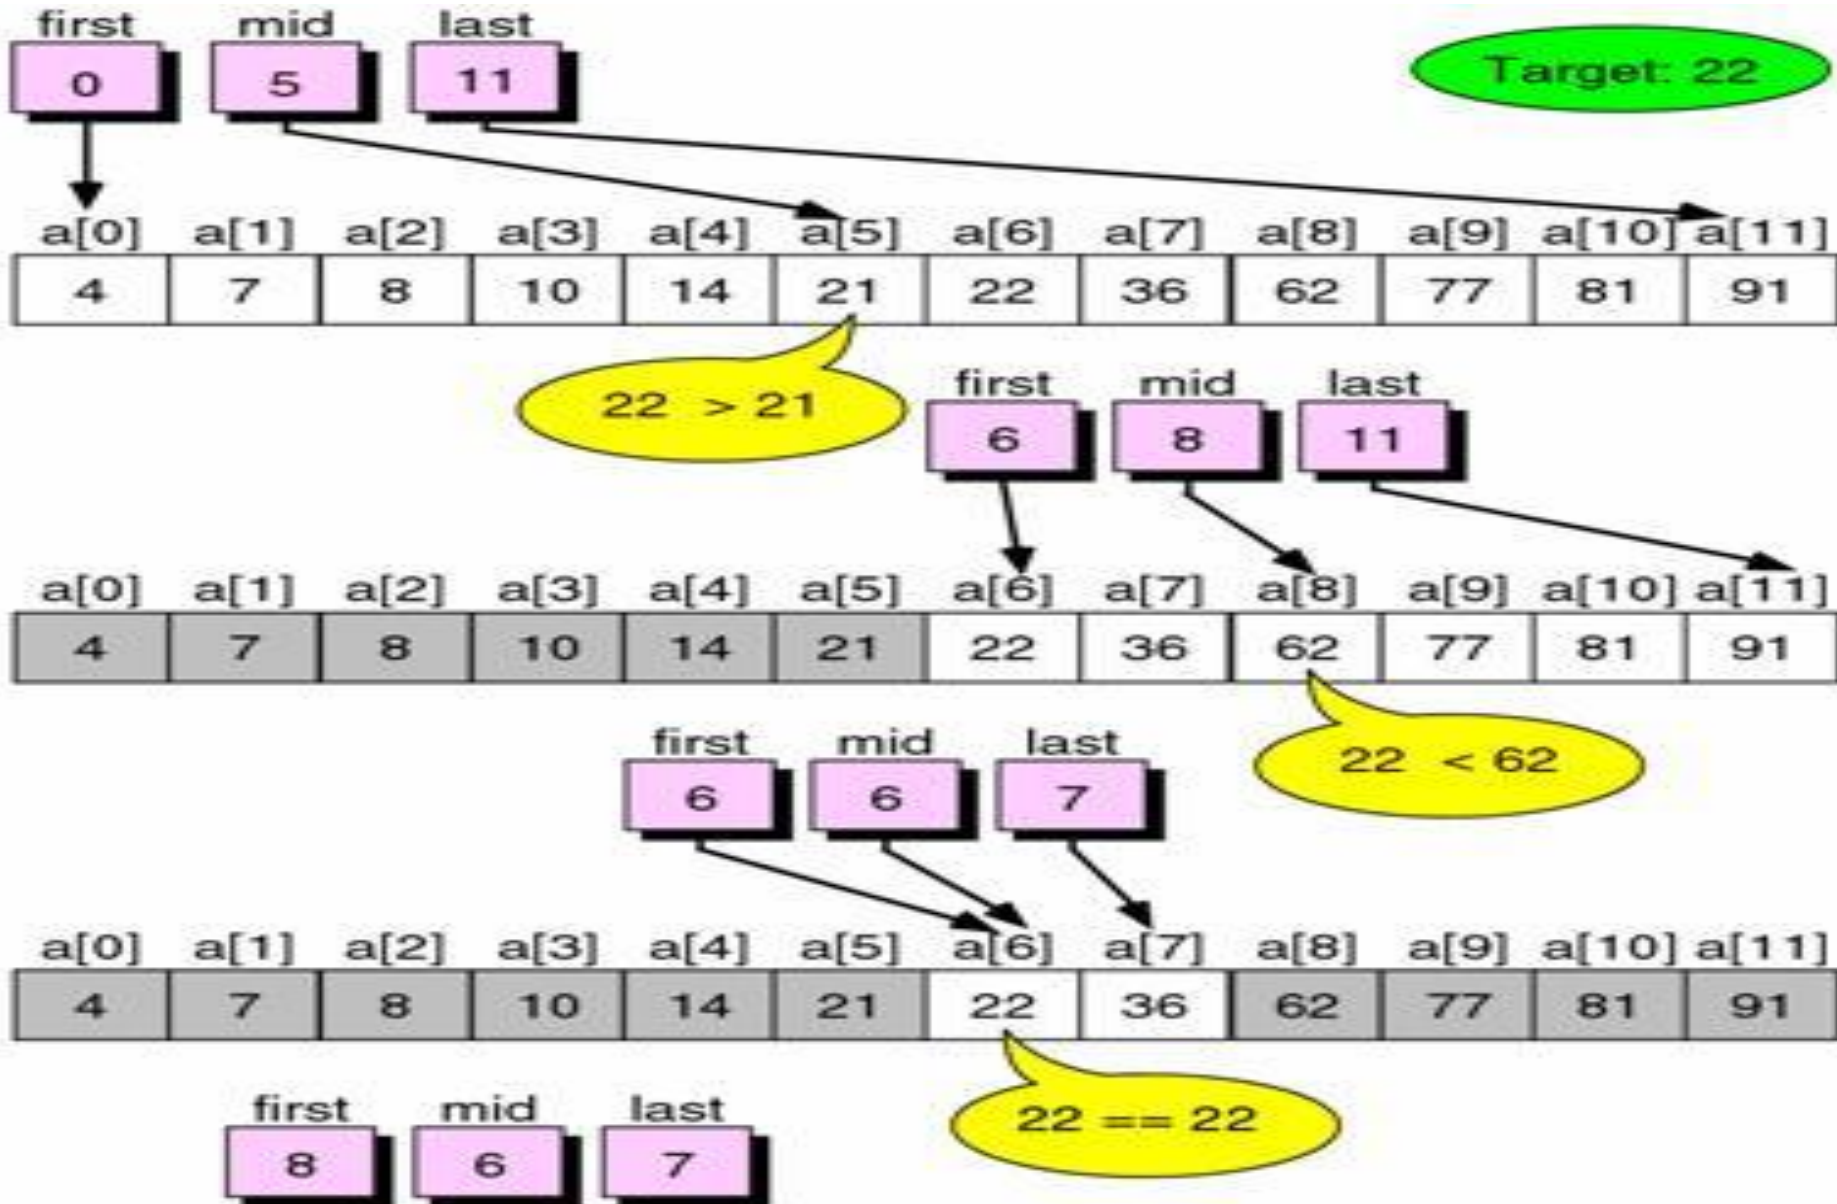 first mid last
0 5 11
Target: 22
a[0] a[1] a[2] a[3] a[4] a[5] a[6] a[7] a[8] a[9] a[10] a[11]
4 7 8 10 14 21 22 36 62 77 81 91
22 > 21
first mid last
6 8 11
a[0] a[1] a[2] a[3] a[4] a[5] a[6] a[7] a[8] a[9] a[10] a[11]
4 7 8 10 14 21 22 36 62 77 81 91
22 < 62
first mid last
6 6 7
a[0] a[1] a[2] a[3] a[4] a[5] a[6] a[7] a[8] a[9] a[10] a[11]
4 7 8 10 14 21 22 36 62 77 81 91
22 == 22
first mid last
8 6 7